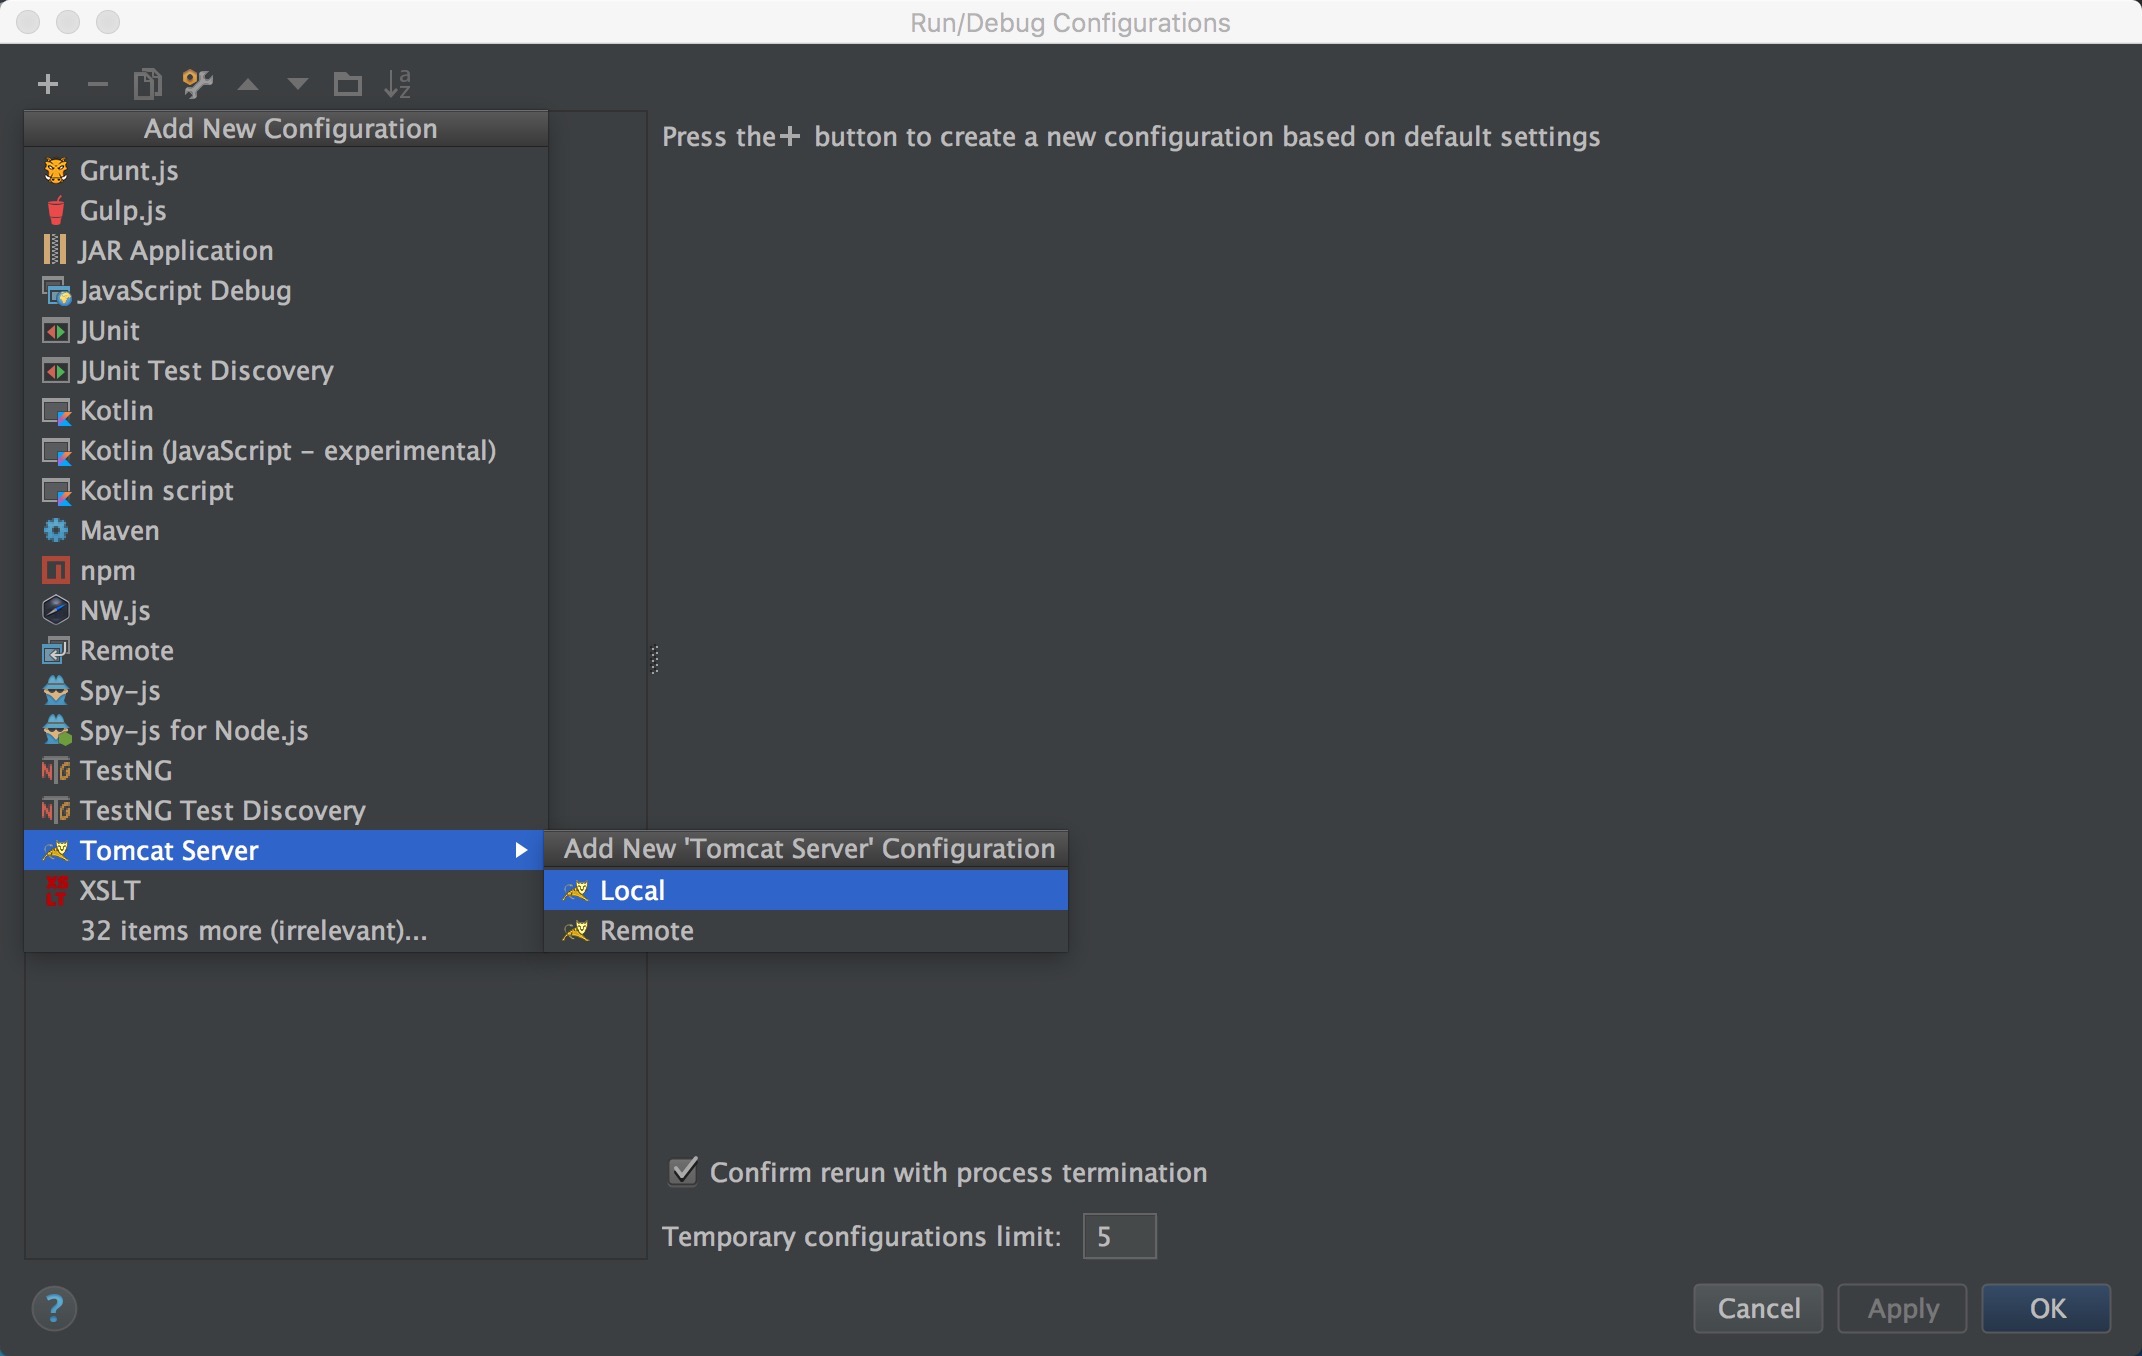 Run/Debug Configurations
Add New Configuration
Press the+ button to create a new configuration based on default settings
Grunt.js
Gulp.js
JAR Application
JavaScript Debug
JUnit
JUnit Test Discovery
Kotlin
Kotlin (JavaScript – experimental)
Kotlin script
Maven
npm
NW.js
Remote
Spy-js
Spy-js for Node.js
TestNG
TestNG Test Discovery
Tomcat Server
Add New 'Tomcat Server' Configuration
XSLT
Local
32 items more (irrelevant)...
Remote
Confirm rerun with process termination
Temporary configurations limit: 5
? Cancel Apply OK